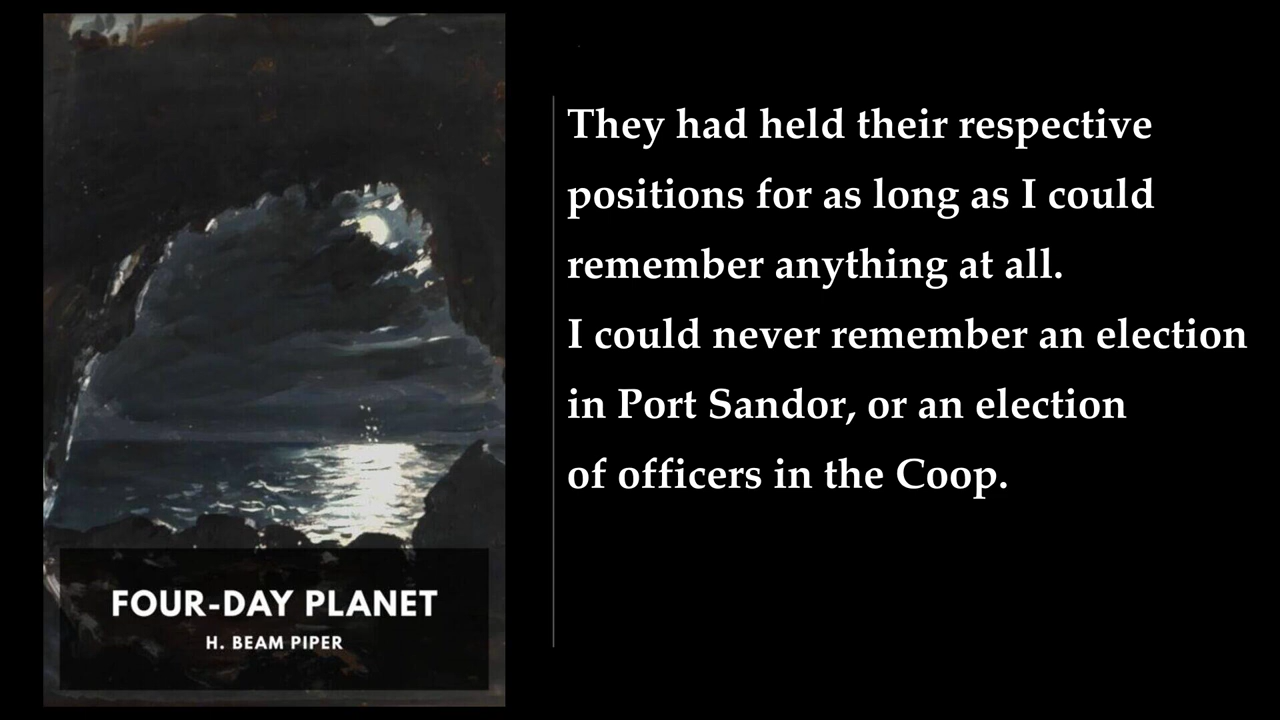 They had held their respective
positions for as long as I could
remember anything at all.
I could never remember an election
in Port Sandor, or an election
of officers in the Coop.
FOUR-DAY PLANET
H. BEAM PIPER